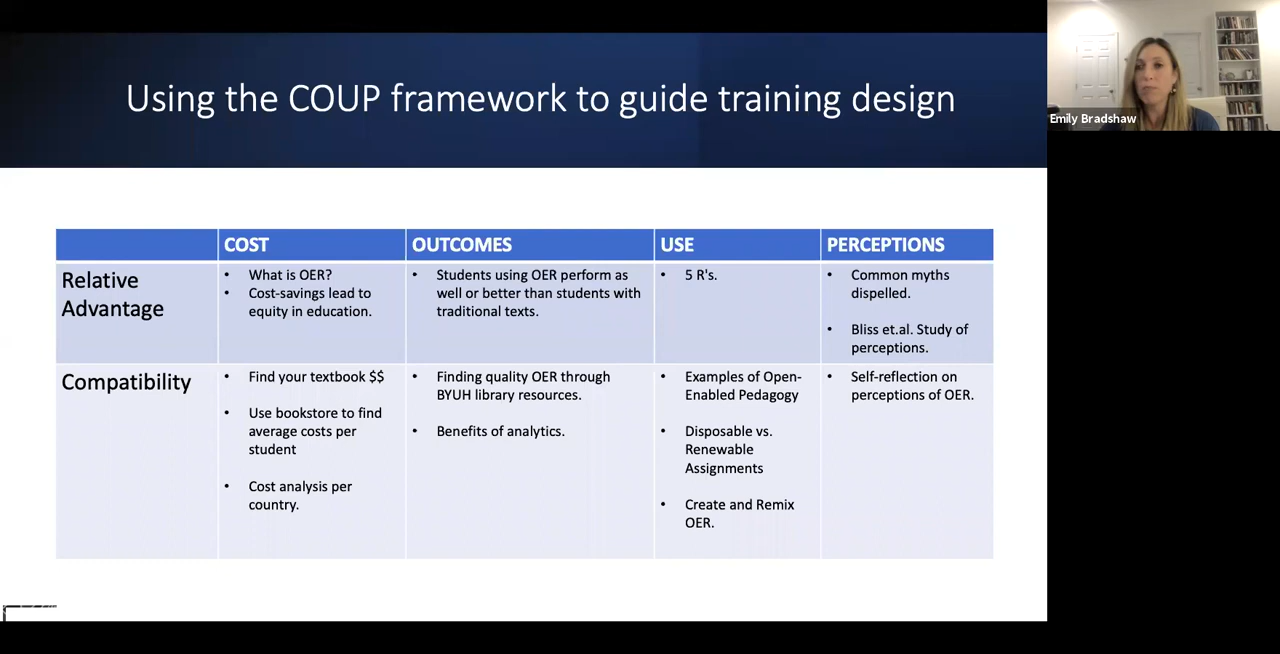 Using the COUP framework to guide training design
Emily Bradshaw
COST
OUTCOMES
USE
PERCEPTIONS
Relative
Advantage
• What is OER?
• Cost-savings lead to
equity in education.
• Students using OER perform as
well or better than students with
traditional texts.
• 5 R's.
• Common myths
dispelled.
• Bliss et.al. Study of
perceptions.
Compatibility
• Find your textbook $$
• Use bookstore to find
average costs per
student
• Cost analysis per
country.
• Finding quality OER through
BYUH library resources.
• Benefits of analytics.
• Examples of Open-
Enabled Pedagogy
• Disposable vs.
Renewable
Assignments
• Create and Remix
OER.
• Self-reflection on
perceptions of OER.